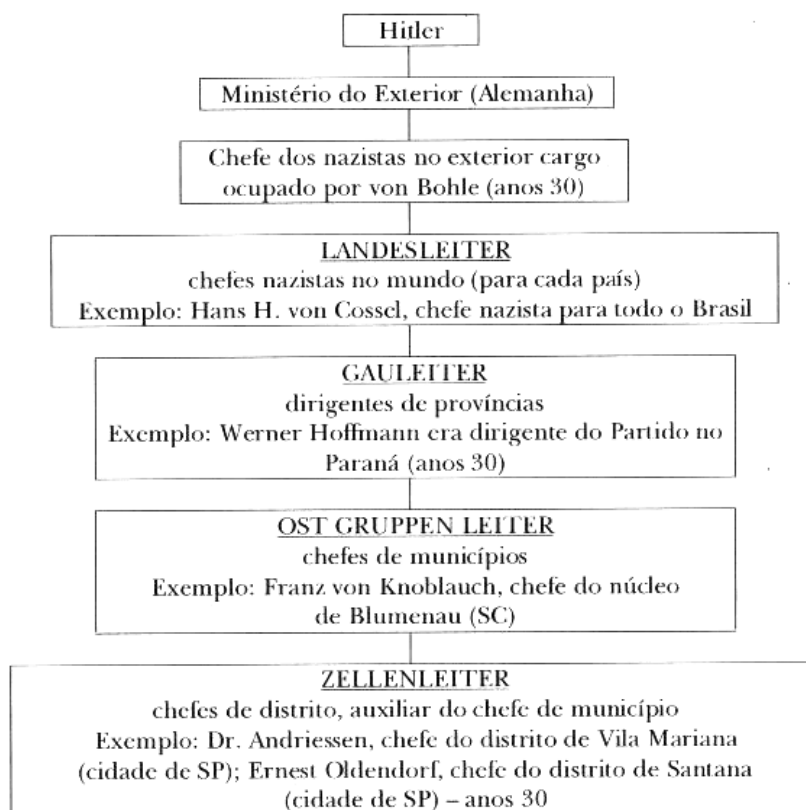 Hitler
Ministério do Exterior (Alemanha)
Chefe dos nazistas no exterior cargo
ocupado por von Bohle (anos 30)
LANDESLEITER
chefes nazistas no mundo (para cada país)
Exemplo: Hans H. von Cossel, chefe nazista para todo o Brasil
GAULEITER
dirigentes de províncias
Exemplo: Werner Hoffmann era dirigente do Partido no
Paraná (anos 30)
OST GRUPPEN LEITER
chefes de municípios
Exemplo: Franz von Knoblauch, chefe do núcleo
de Blumenau (SC)
ZELLENLEITER
chefes de distrito, auxiliar do chefe de município
Exemplo: Dr. Andriessen, chefe do distrito de Vila Mariana
(cidade de SP); Ernest Oldendorf, chefe do distrito de Santana
(cidade de SP) – anos 30